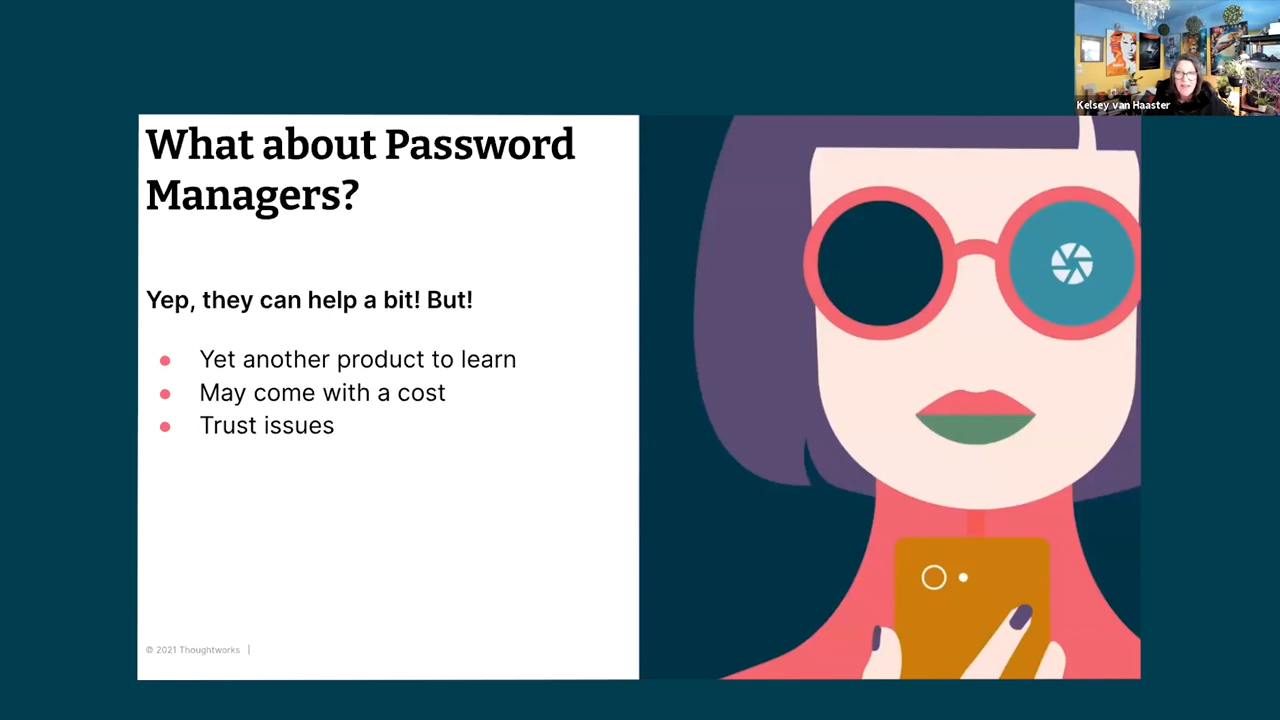 Kelsey van Haaster
What about Password
Managers?
Yep, they can help a bit! But!
● Yet another product to learn
● May come with a cost
● Trust issues
© 2021 Thoughtworks |